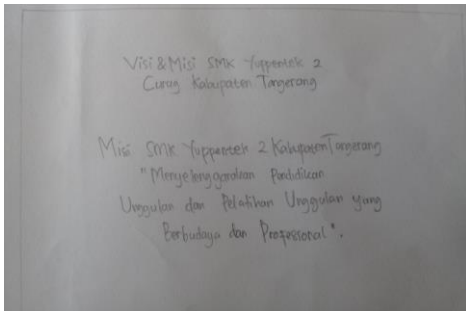 Visi & Misi SMK Yuppentek 2
Curug Kabupaten Tangerang
Misi SMK Yuppentek 2 Kabupaten Tangerang
"Menyelenggarakan Pendidikan
Unggulan dan Pelatihan Unggulan yang
Berbudaya dan Professional".